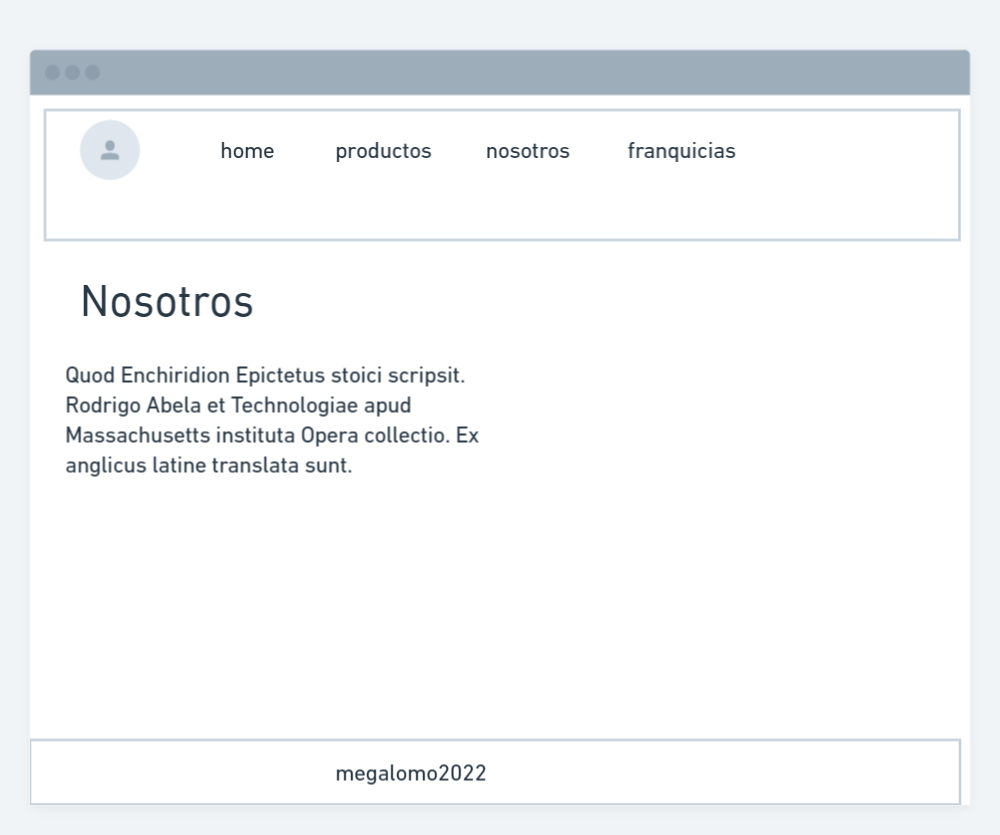 home productos nosotros franquicias
Nosotros
Quod Enchiridion Epictetus stoici scripsit.
Rodrigo Abela et Technologiae apud
Massachusetts instituta Opera collectio. Ex
anglicus latine translata sunt.
megalomo2022